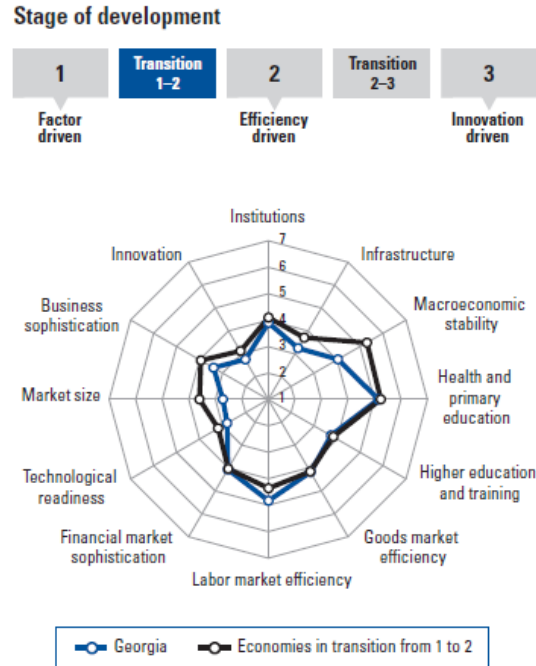 Stage of development
1
Transition
1–2
2
Transition
2–3
3
Factor
driven
Efficiency
driven
Innovation
driven
Institutions
Innovation
7
Infrastructure
6
Business
sophistication
5
Macroeconomic
stability
4
3
2
Market size
1
Health and
primary
education
Technological
readiness
Higher education
and training
Financial market
sophistication
Goods market
efficiency
Labor market efficiency
Georgia
Economies in transition from 1 to 2